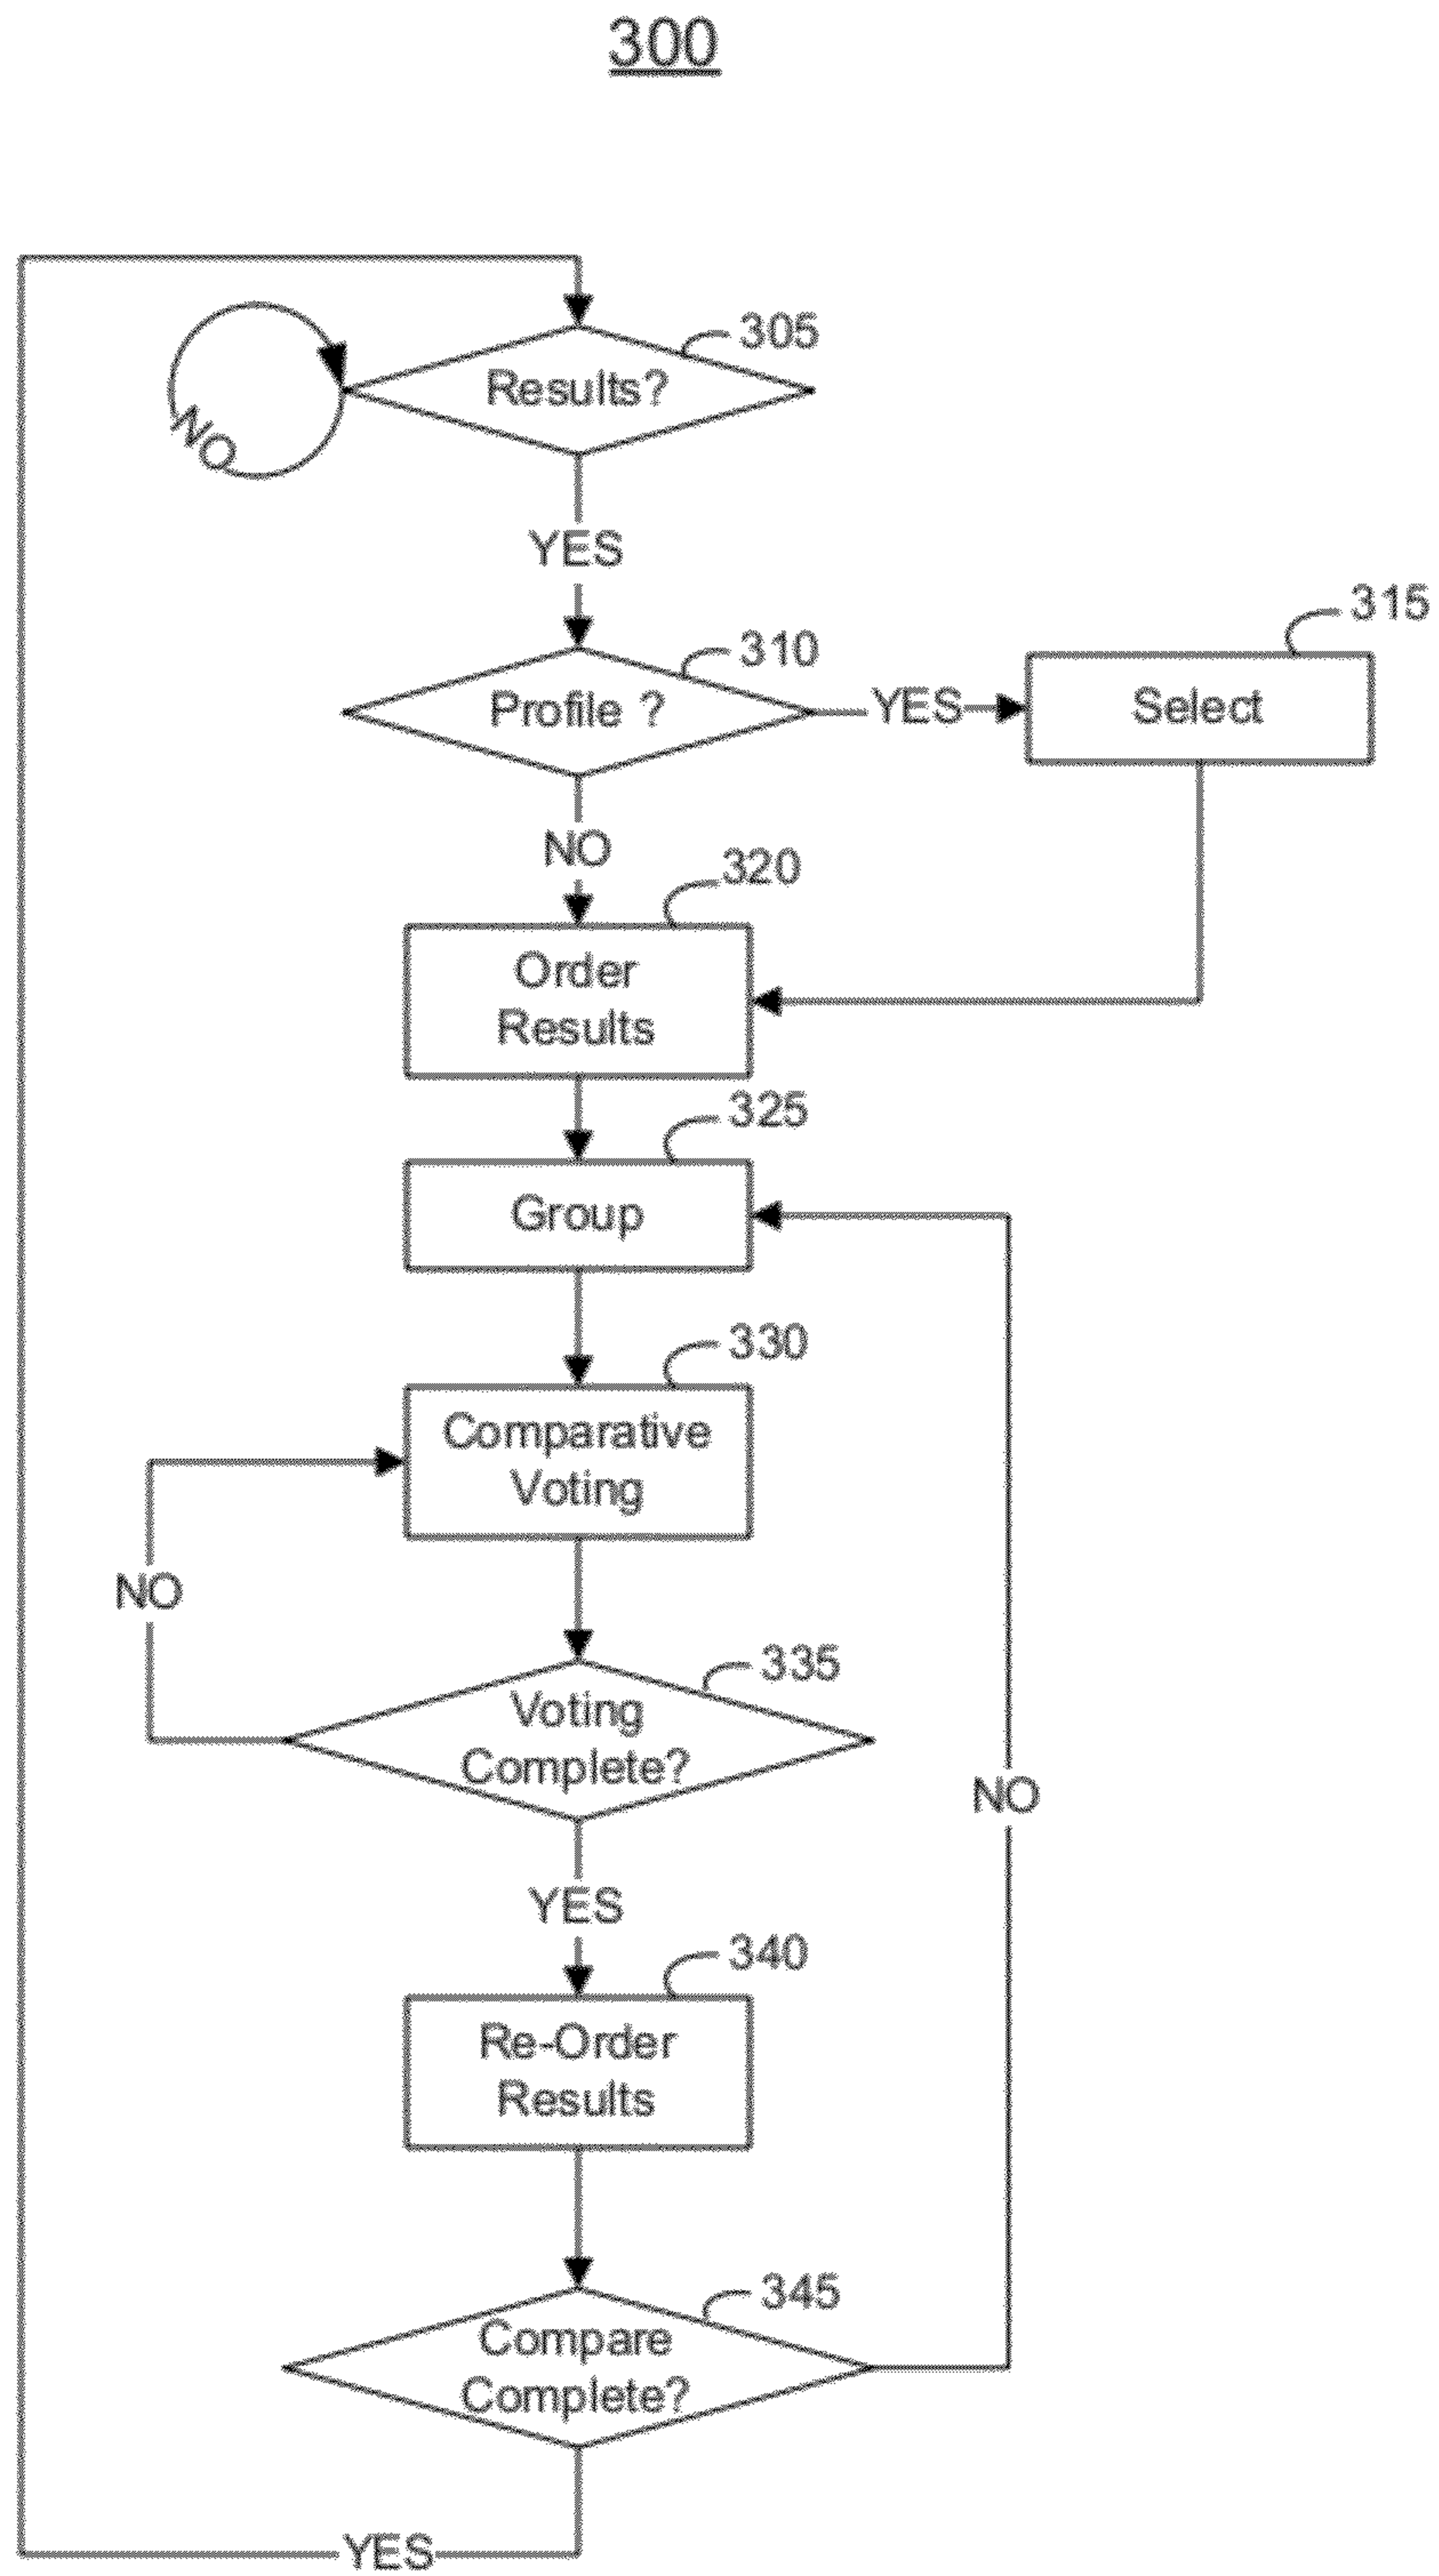 300
305
Results?
NO
YES
310
315
Profile ?
YES
Select
NO
320
Order
Results
325
Group
330
Comparative
Voting
NO
335
Voting
Complete?
NO
YES
340
Re-Order
Results
345
Compare
Complete?
YES